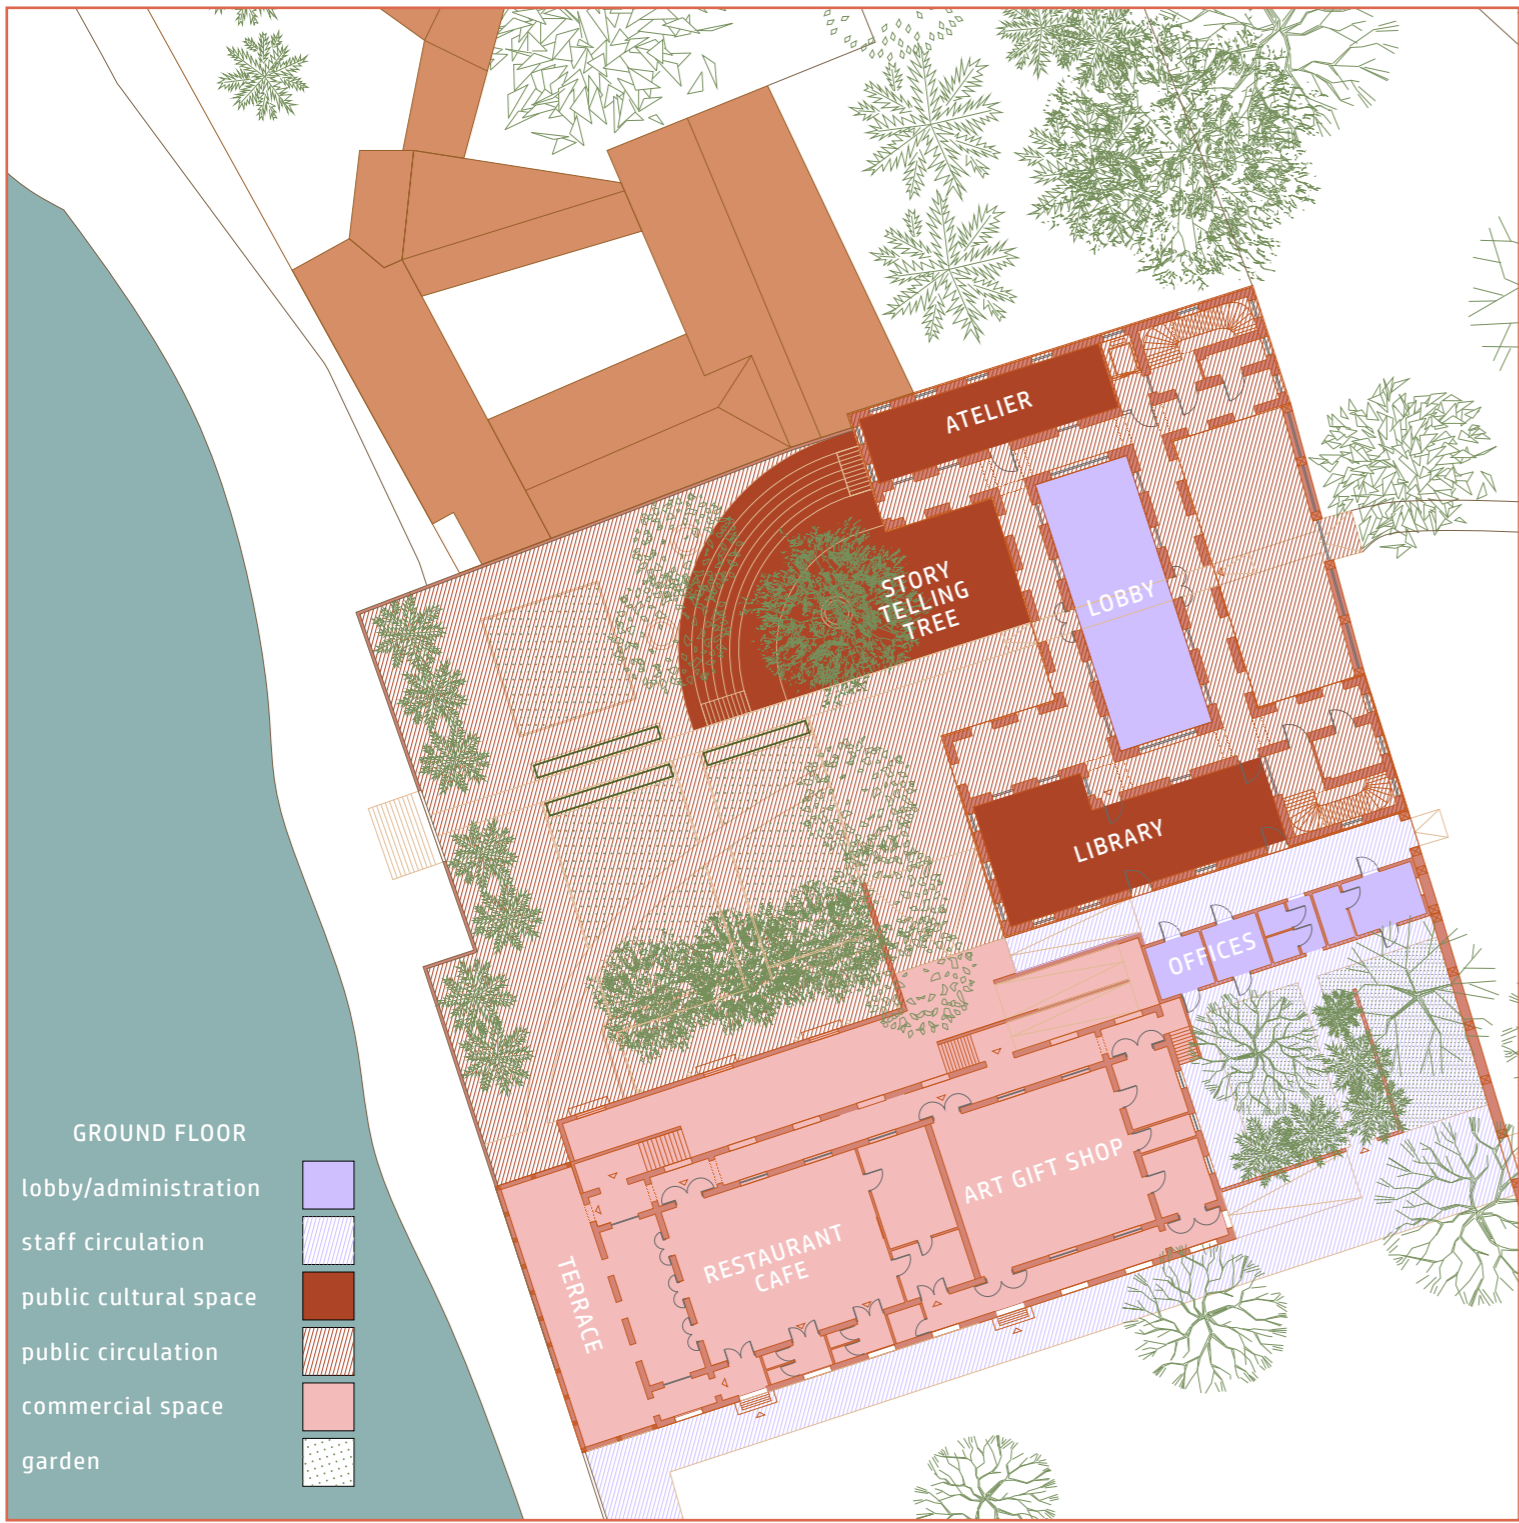 ATELIER
STORY
TELLING
TREE
LOBBY
LIBRARY
OFFICES
ART GIFT SHOP
RESTAURANT
CAFE
TERRACE
GROUND FLOOR
lobby/administration
staff circulation
public cultural space
public circulation
commercial space
garden